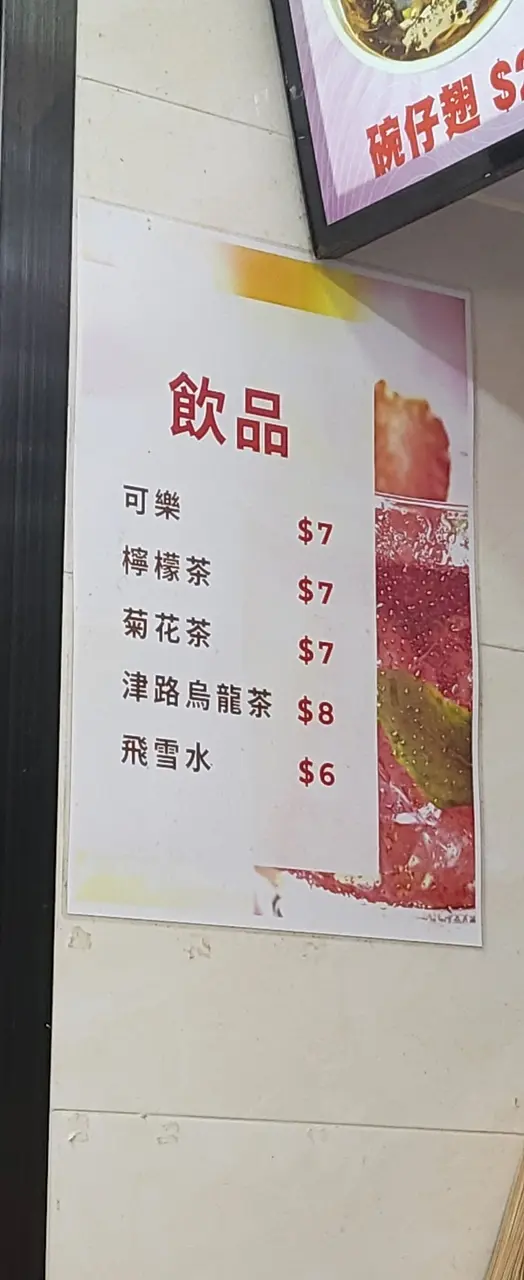 碗仔翅 $2
飲品
可樂 $7
檸檬茶 $7
菊花茶 $7
津路烏龍茶 $8
飛雪水 $6